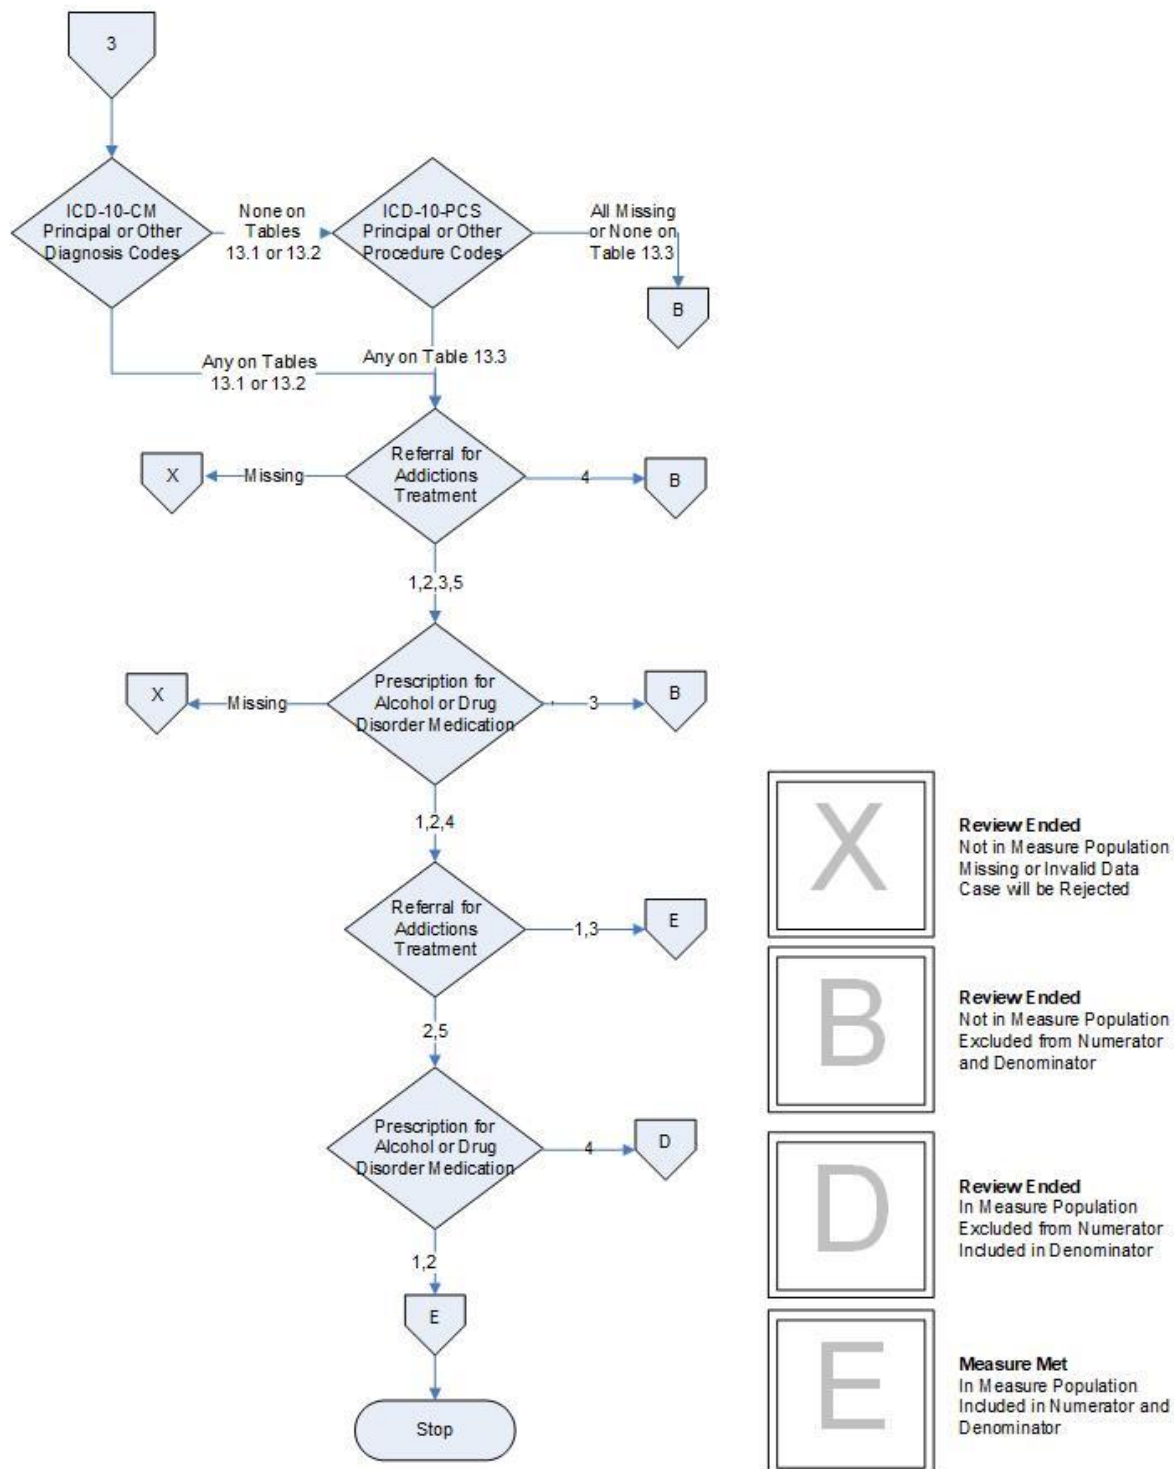 3
ICD-10-CM
Principal or Other
Diagnosis Codes
None on
Tables
13.1 or 13.2
ICD-10-PCS
Principal or Other
Procedure Codes
All Missing
or None on
Table 13.3
B
Any on Tables
13.1 or 13.2
Any on Table 13.3
X
Missing
Referral for
Addictions
Treatment
4
B
1,2,3,5
X
Missing
Prescription for
Alcohol or Drug
Disorder Medication
3
B
1,2,4
Referral for
Addictions
Treatment
1,3
E
2,5
Prescription for
Alcohol or Drug
Disorder Medication
4
D
1,2
E
Stop
X
Review Ended
Not in Measure Population
Missing or Invalid Data
Case will be Rejected
B
Review Ended
Not in Measure Population
Excluded from Numerator
and Denominator
D
Review Ended
In Measure Population
Excluded from Numerator
Included in Denominator
E
Measure Met
In Measure Population
Included in Numerator and
Denominator